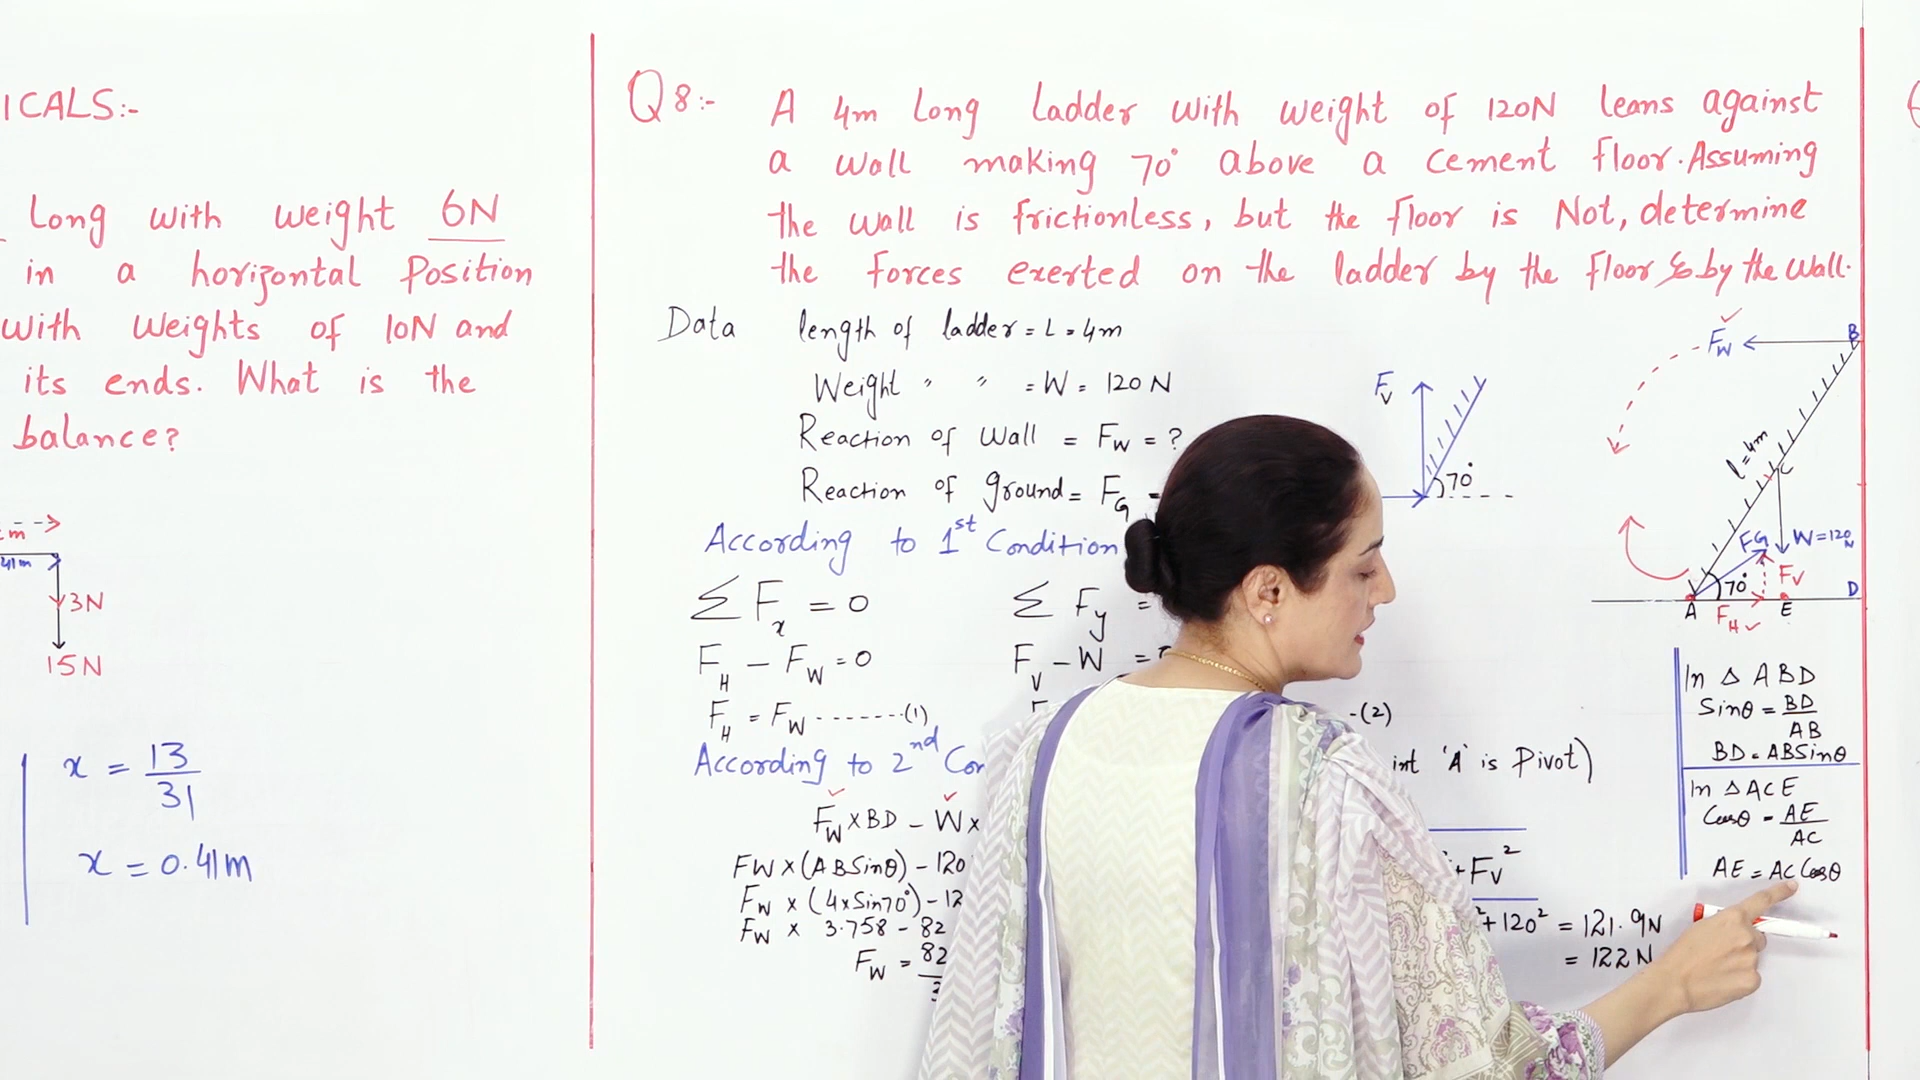 ICALS:-
Long with weight 6N
in a horizontal Position
with weights of 10N and
its ends. What is the
balance?
m
41m
3N
15N
x = 13/31
x = 0.41m
Q8:- A 4m Long Ladder with weight of 120N leans against
a wall making 70° above a cement floor. Assuming
the wall is frictionless, but the floor is Not, determine
the forces exerted on the ladder by the floor & by the wall.
Data length of ladder = L = 4m
Weight " " = W = 120 N
Reaction of wall = Fw = ?
Reaction of ground = FG =
According to 1st Condition
Σ Fx = 0 Σ Fy =
FH - FW = 0 FV - W =
FH = FW -------(1) -(2)
According to 2nd Con int 'A' is Pivot)
FW × BD - W ×
FW × (ABSinθ) - 120
FW × (4×Sin70°) - 12
FW × 3.758 - 82
FW = 82
+ Fv²
² + 120² = 121.9N
= 122 N
Fv
70°
Fw B
l = 4m
C
FG W = 120N
70° Fv D
A FH E
In Δ ABD
Sinθ = BD/AB
BD = ABSinθ
In Δ ACE
Cosθ = AE/AC
AE = AC Cosθ